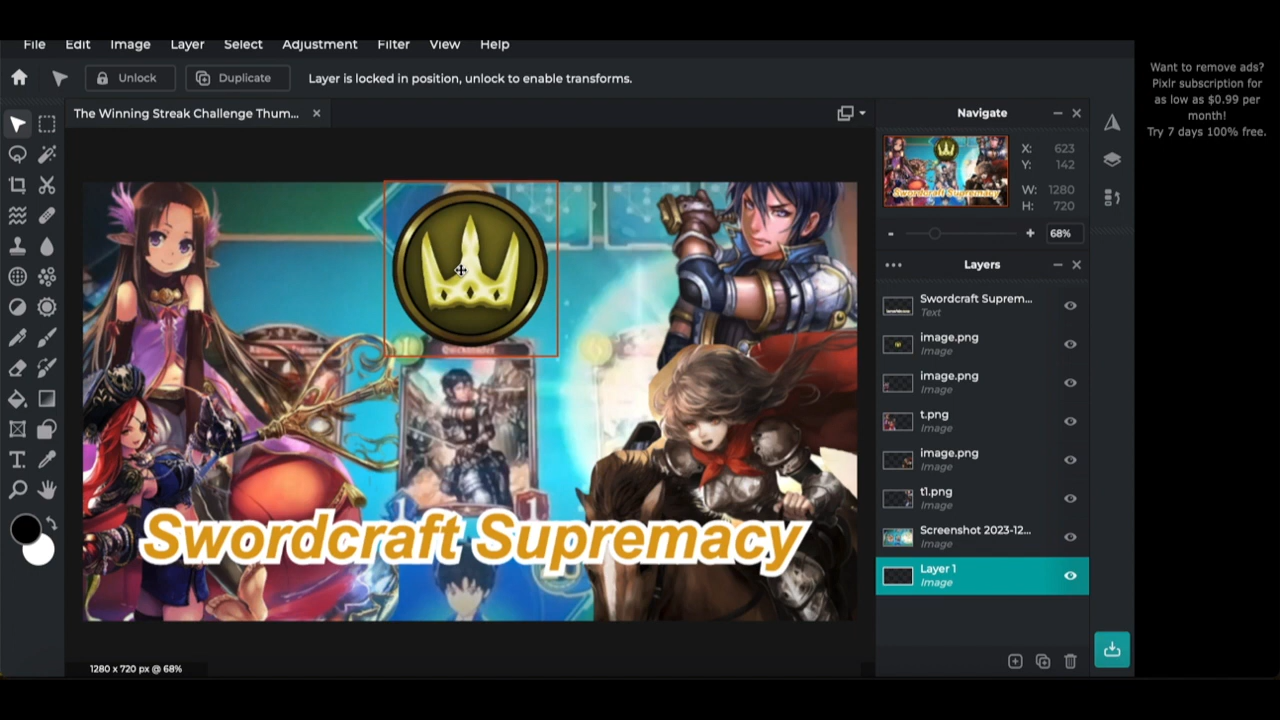 File Edit Image Layer Select Adjustment Filter View Help
Unlock Duplicate Layer is locked in position, unlock to enable transforms.
Want to remove ads?
Pixlr subscription for
as low as $0.99 per
month!
Try 7 days 100% free.
The Winning Streak Challenge Thum...
Navigate
X: 623
Y: 142
W: 1280
H: 720
- + 68%
Layers
Swordcraft Suprem...
Text
image.png
Image
image.png
Image
t.png
Image
image.png
Image
t1.png
Image
Screenshot 2023-12...
Image
Layer 1
Image
Quickblader
1 1
Swordcraft Supremacy
1280 x 720 px @ 68%